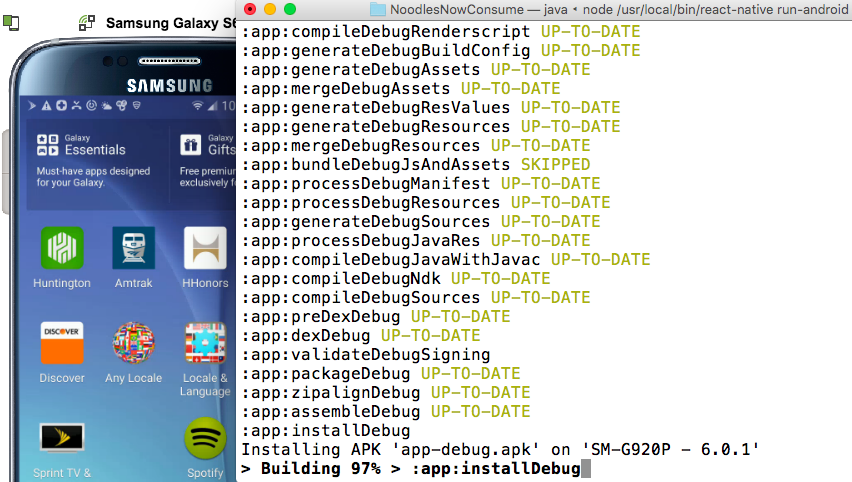 Samsung Galaxy S6
SAMSUNG
10
Galaxy
Essentials
Must-have apps designed
for your Galaxy.
Galaxy
Gifts
Free premium
exclusively fo
Huntington
Amtrak
HHonors
DISCOVER
Discover
Any Locale
Locale &
Language
Sprint TV &
Spotify
NoodlesNowConsume — java ◂ node /usr/local/bin/react-native run-android
:app:compileDebugRenderscript UP-TO-DATE
:app:generateDebugBuildConfig UP-TO-DATE
:app:generateDebugAssets UP-TO-DATE
:app:mergeDebugAssets UP-TO-DATE
:app:generateDebugResValues UP-TO-DATE
:app:generateDebugResources UP-TO-DATE
:app:mergeDebugResources UP-TO-DATE
:app:bundleDebugJsAndAssets SKIPPED
:app:processDebugManifest UP-TO-DATE
:app:processDebugResources UP-TO-DATE
:app:generateDebugSources UP-TO-DATE
:app:processDebugJavaRes UP-TO-DATE
:app:compileDebugJavaWithJavac UP-TO-DATE
:app:compileDebugNdk UP-TO-DATE
:app:compileDebugSources UP-TO-DATE
:app:preDexDebug UP-TO-DATE
:app:dexDebug UP-TO-DATE
:app:validateDebugSigning
:app:packageDebug UP-TO-DATE
:app:zipalignDebug UP-TO-DATE
:app:assembleDebug UP-TO-DATE
:app:installDebug
Installing APK 'app-debug.apk' on 'SM-G920P - 6.0.1'
> Building 97% > :app:installDebug